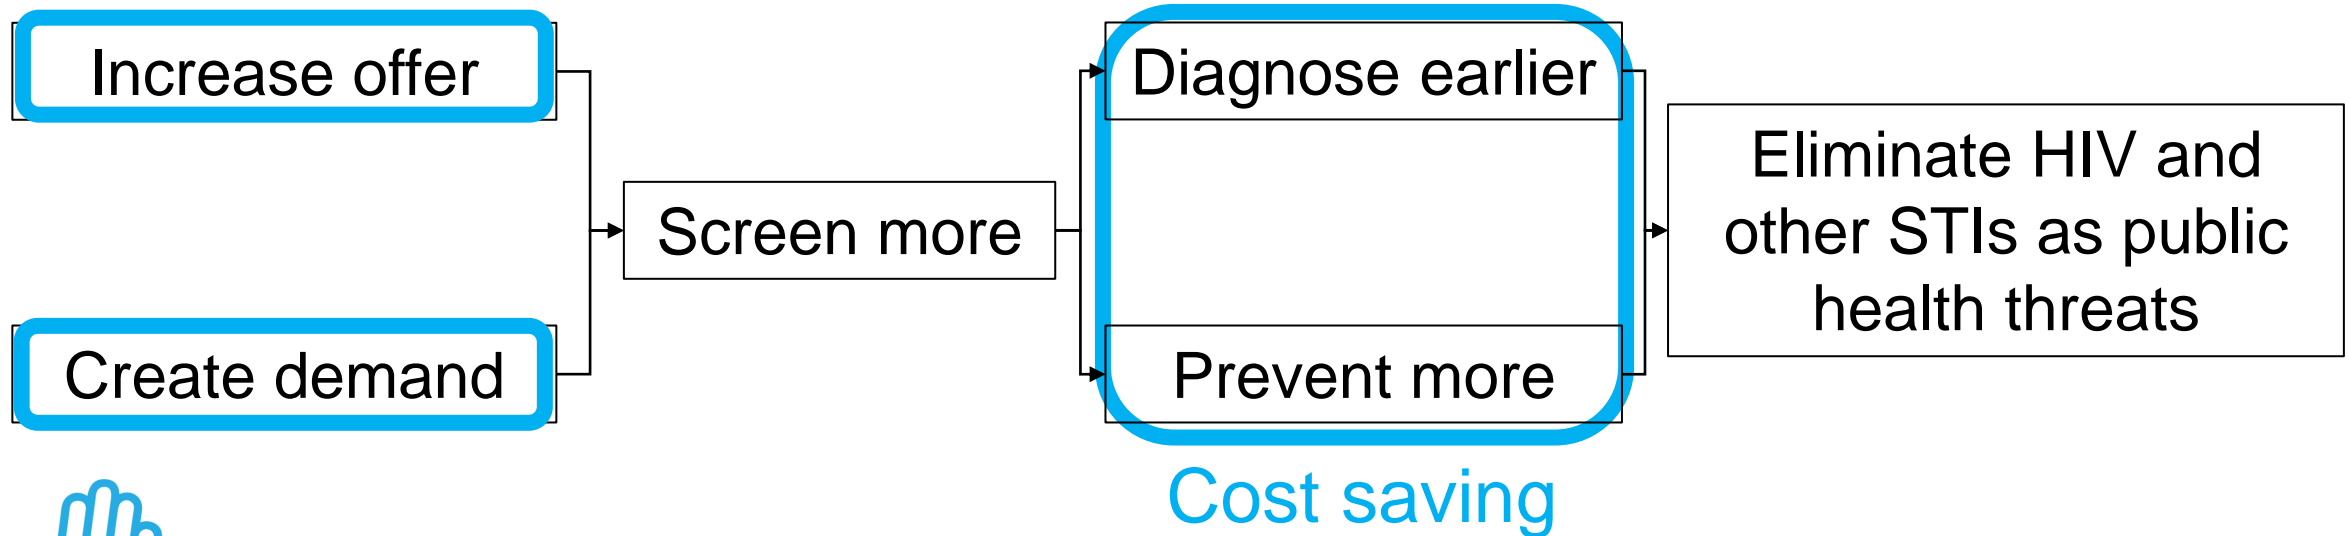 Increase offer
Create demand
Screen more
Diagnose earlier
Prevent more
Cost saving
Eliminate HIV and
other STIs as public
health threats